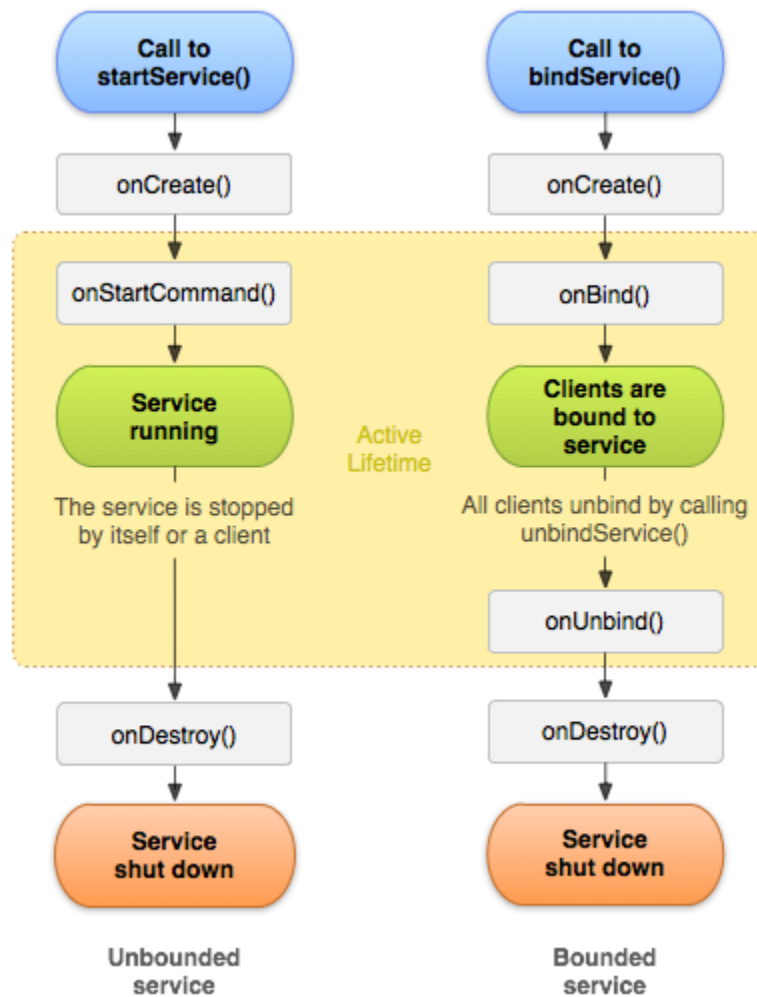 Call to
startService()
onCreate()
onStartCommand()
Service
running
The service is stopped
by itself or a client
onDestroy()
Service
shut down
Unbounded
service
Active
Lifetime
Call to
bindService()
onCreate()
onBind()
Clients are
bound to
service
All clients unbind by calling
unbindService()
onUnbind()
onDestroy()
Service
shut down
Bounded
service